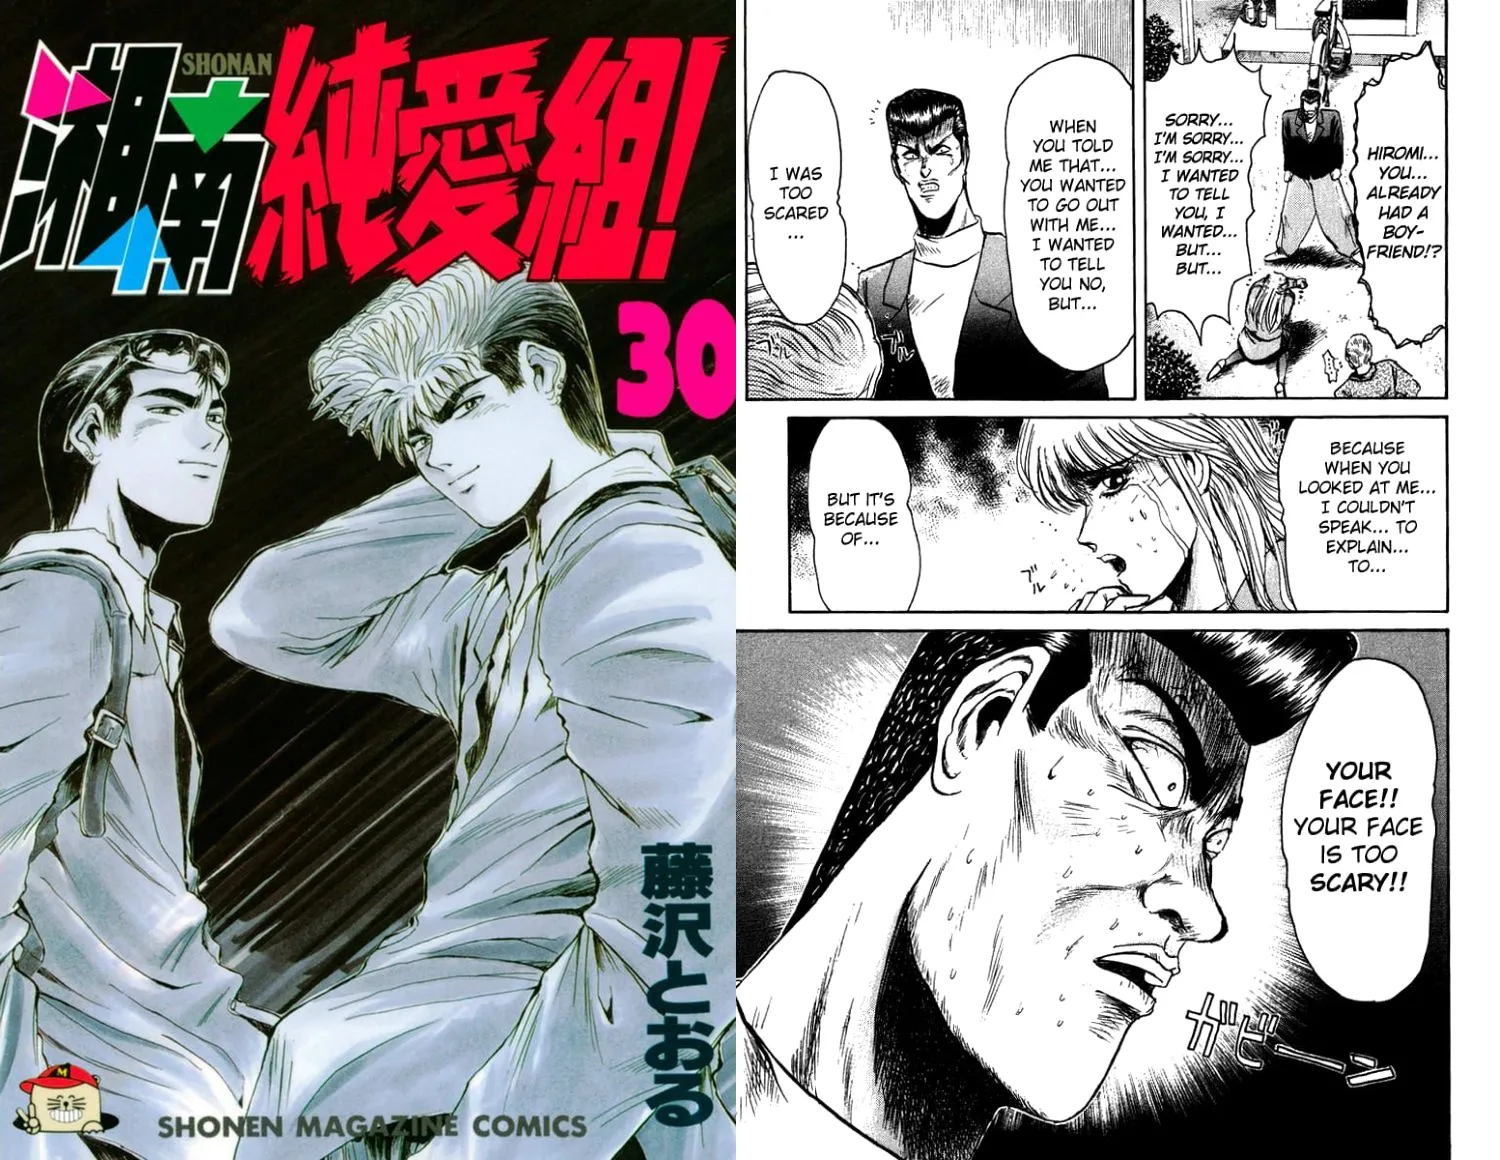 SHONAN
湘南
純愛組!
30
藤沢とおる
M
SHONEN MAGAZINE COMICS
HIROMI...
YOU...
ALREADY
HAD A
BOY-
FRIEND!?
SORRY...
I'M SORRY...
I'M SORRY...
I WANTED
TO TELL
YOU, I
WANTED...
BUT...
BUT...
WHEN
YOU TOLD
ME THAT...
YOU WANTED
TO GO OUT
WITH ME...
I WANTED
TO TELL
YOU NO,
BUT...
I WAS
TOO
SCARED
...
ブル
BECAUSE
WHEN YOU
LOOKED AT ME...
I COULDN'T
SPEAK... TO
EXPLAIN...
TO...
BUT IT'S
BECAUSE
OF...
ブル
YOUR
FACE!!
YOUR FACE
IS TOO
SCARY!!
ガビーン